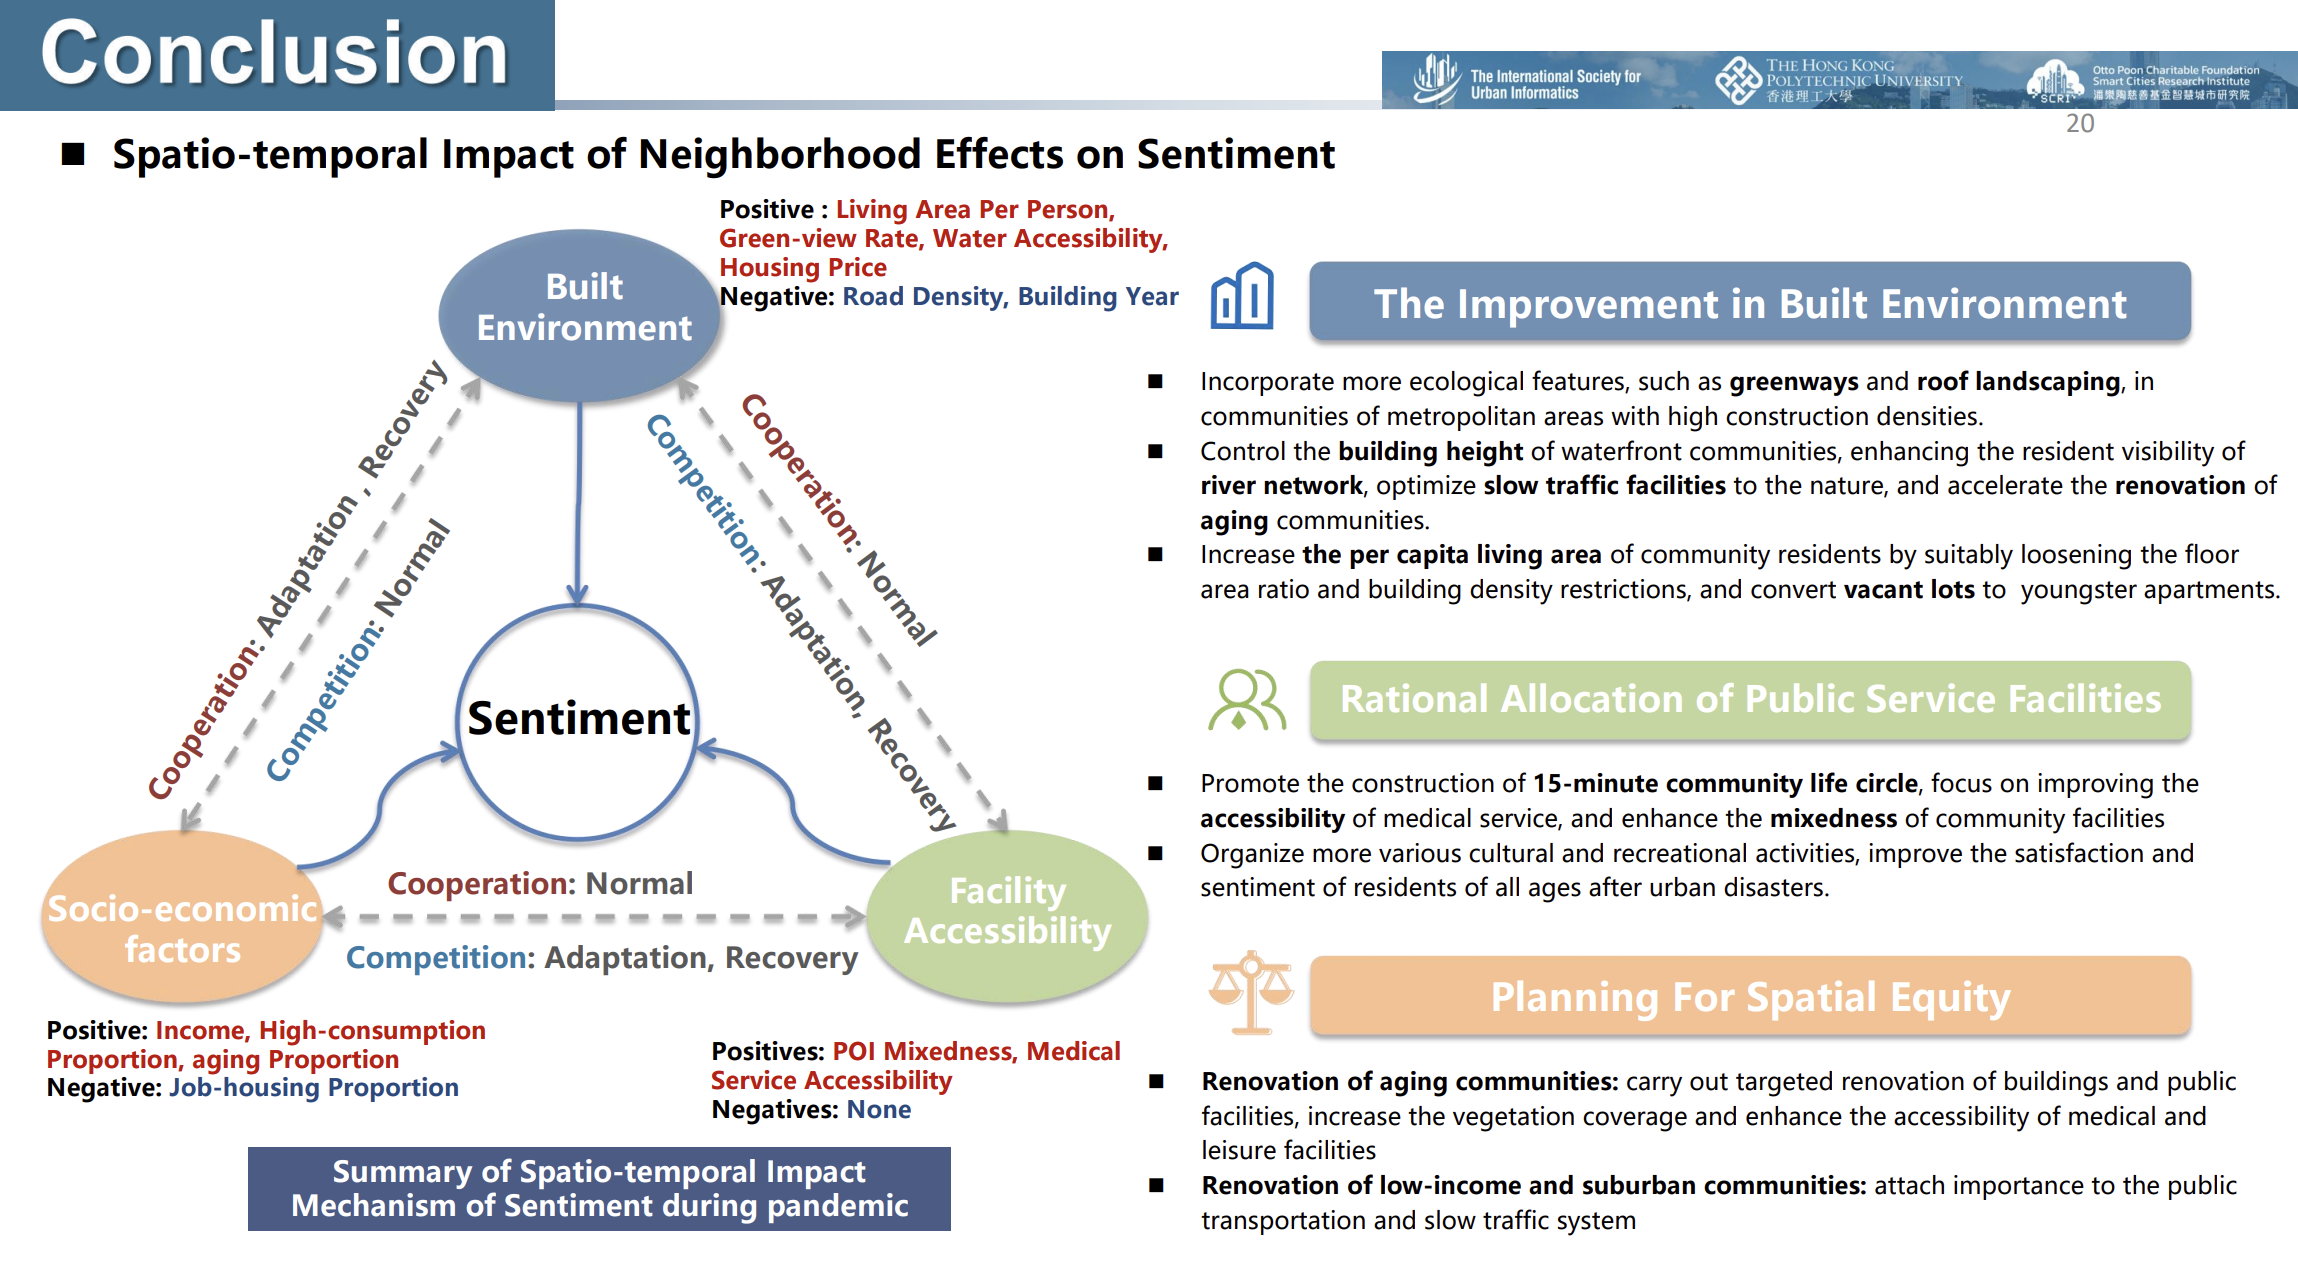 Conclusion
The International Society for
Urban Informatics
THE HONG KONG
POLYTECHNIC UNIVERSITY
香港理工大學
SCRI
Otto Poon Charitable Foundation
Smart Cities Research Institute
潘樂陶慈善基金智慧城市研究院
20
■ Spatio-temporal Impact of Neighborhood Effects on Sentiment
Positive : Living Area Per Person,
Green-view Rate, Water Accessibility,
Housing Price
Negative: Road Density, Building Year
Built
Environment
Cooperation: Adaptation , Recovery
Competition: Normal
Cooperation: Normal
Competition: Adaptation, Recovery
Sentiment
Socio-economic
factors
Cooperation: Normal
Competition: Adaptation, Recovery
Facility
Accessibility
Positive: Income, High-consumption
Proportion, aging Proportion
Negative: Job-housing Proportion
Positives: POI Mixedness, Medical
Service Accessibility
Negatives: None
Summary of Spatio-temporal Impact
Mechanism of Sentiment during pandemic
The Improvement in Built Environment
■ Incorporate more ecological features, such as greenways and roof landscaping, in
communities of metropolitan areas with high construction densities.
■ Control the building height of waterfront communities, enhancing the resident visibility of
river network, optimize slow traffic facilities to the nature, and accelerate the renovation of
aging communities.
■ Increase the per capita living area of community residents by suitably loosening the floor
area ratio and building density restrictions, and convert vacant lots to youngster apartments.
Rational Allocation of Public Service Facilities
■ Promote the construction of 15-minute community life circle, focus on improving the
accessibility of medical service, and enhance the mixedness of community facilities
■ Organize more various cultural and recreational activities, improve the satisfaction and
sentiment of residents of all ages after urban disasters.
Planning For Spatial Equity
■ Renovation of aging communities: carry out targeted renovation of buildings and public
facilities, increase the vegetation coverage and enhance the accessibility of medical and
leisure facilities
■ Renovation of low-income and suburban communities: attach importance to the public
transportation and slow traffic system